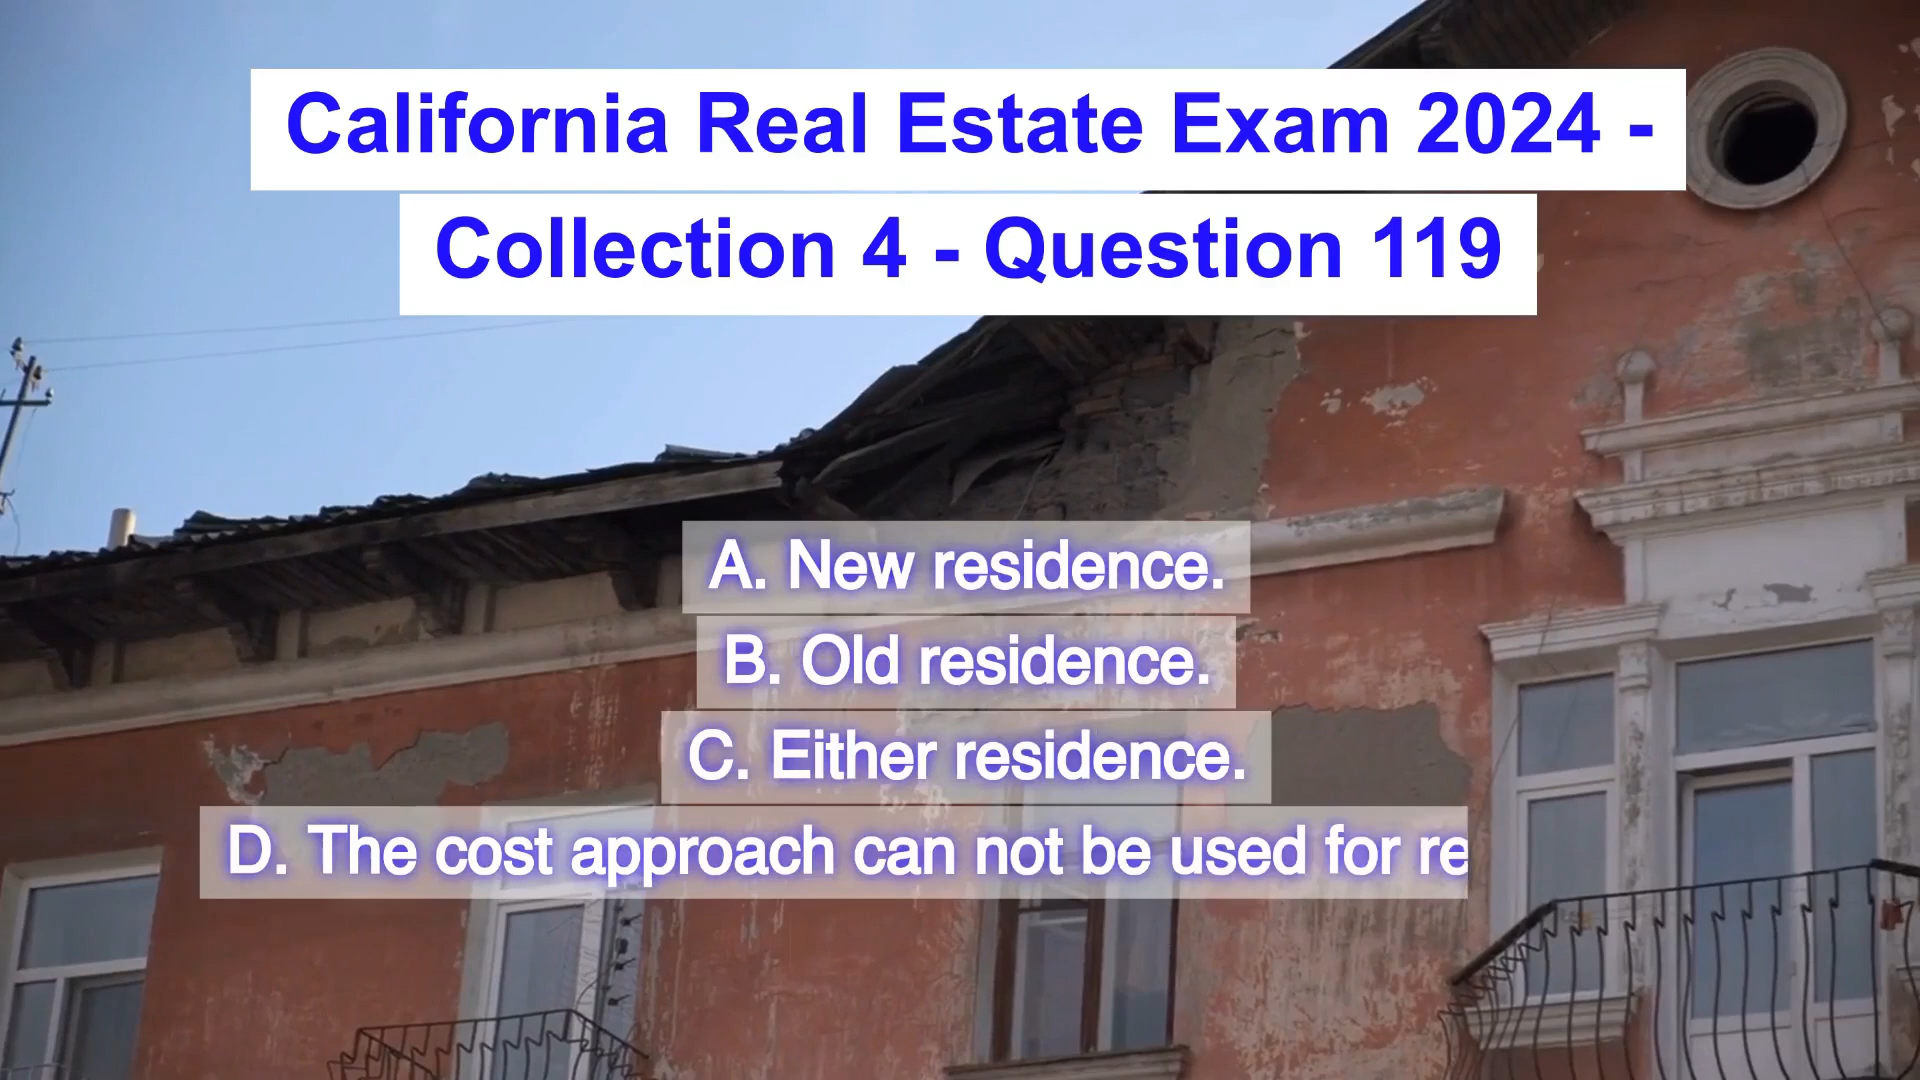 California Real Estate Exam 2024 -
Collection 4 - Question 119
A. New residence.
B. Old residence.
C. Either residence.
D. The cost approach can not be used for re